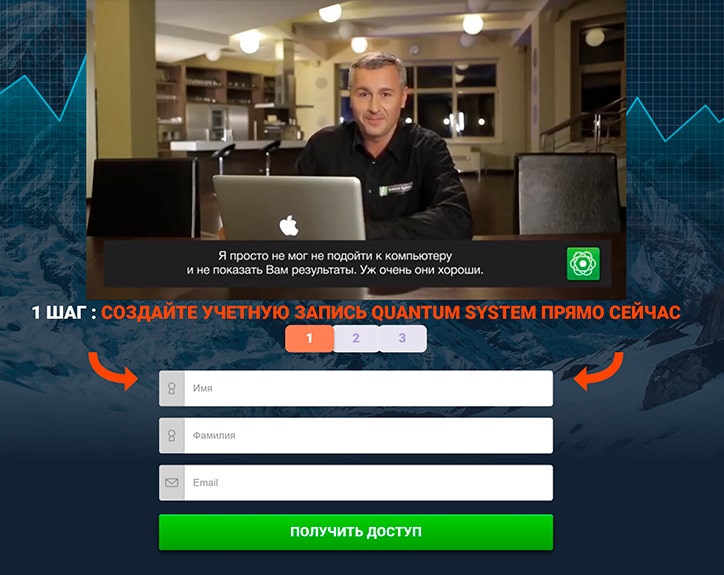 Я просто не мог не подойти к компьютеру
и не показать Вам результаты. Уж очень они хороши.
1 ШАГ : СОЗДАЙТЕ УЧЕТНУЮ ЗАПИСЬ QUANTUM SYSTEM ПРЯМО СЕЙЧАС
1 2 3
Имя
Фамилия
Email
ПОЛУЧИТЬ ДОСТУП